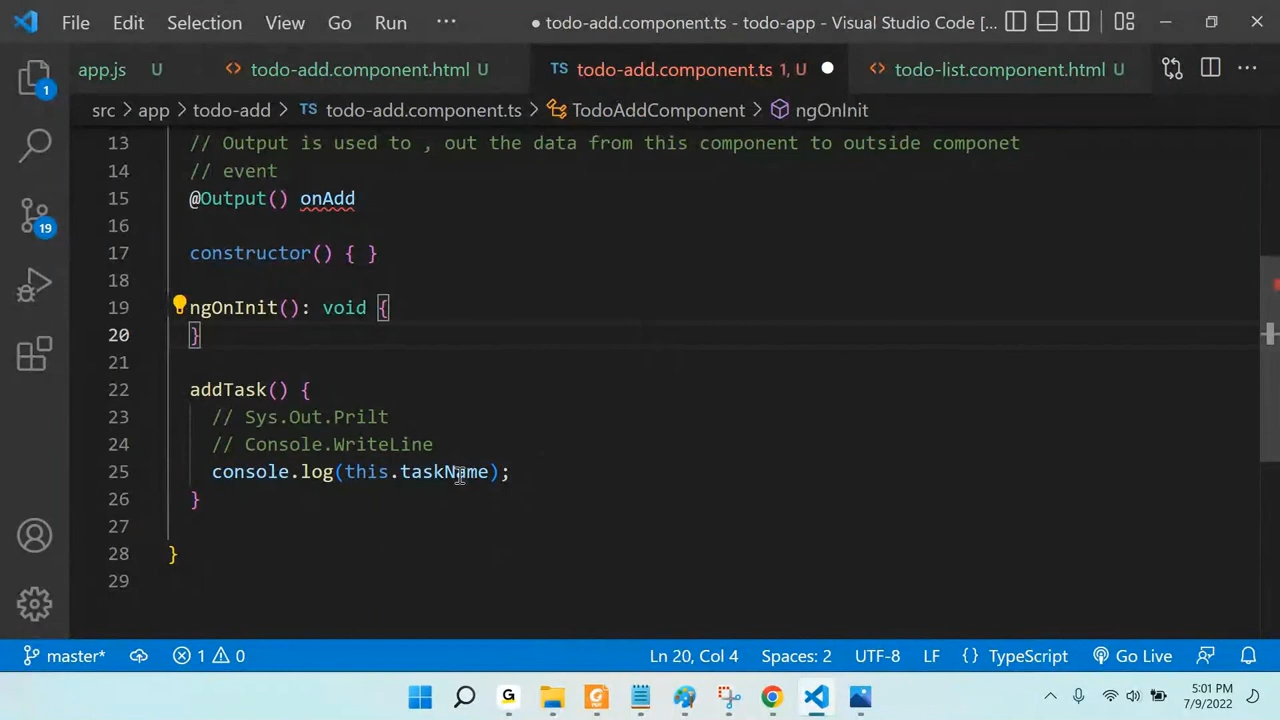 File Edit Selection View Go Run ··· ● todo-add.component.ts - todo-app - Visual Studio Code [...
app.js U <> todo-add.component.html U TS todo-add.component.ts 1, U ● <> todo-list.component.html U ···
src > app > todo-add > TS todo-add.component.ts > TodoAddComponent > ngOnInit
1
19
13 // Output is used to , out the data from this component to outside componet
14 // event
15 @Output() onAdd
16
17 constructor() { }
18
19 ngOnInit(): void {
20 }
21
22 addTask() {
23 // Sys.Out.Prilt
24 // Console.WriteLine
25 console.log(this.taskName);
26 }
27
28 }
29
master* 1 0 Ln 20, Col 4 Spaces: 2 UTF-8 LF {} TypeScript Go Live
G 5:01 PM
7/9/2022